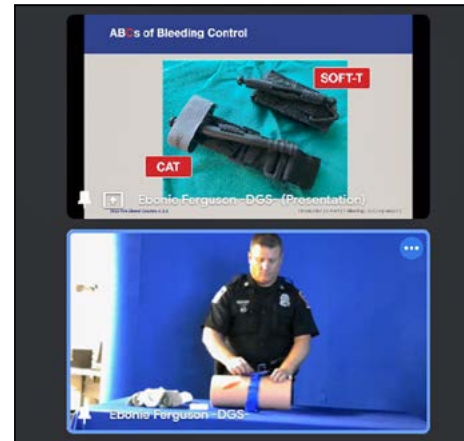 ABCs of Bleeding Control
SOFT-T
CAT
Ebonie Ferguson -DGS- (Presentation)
Ebonie Ferguson -DGS-